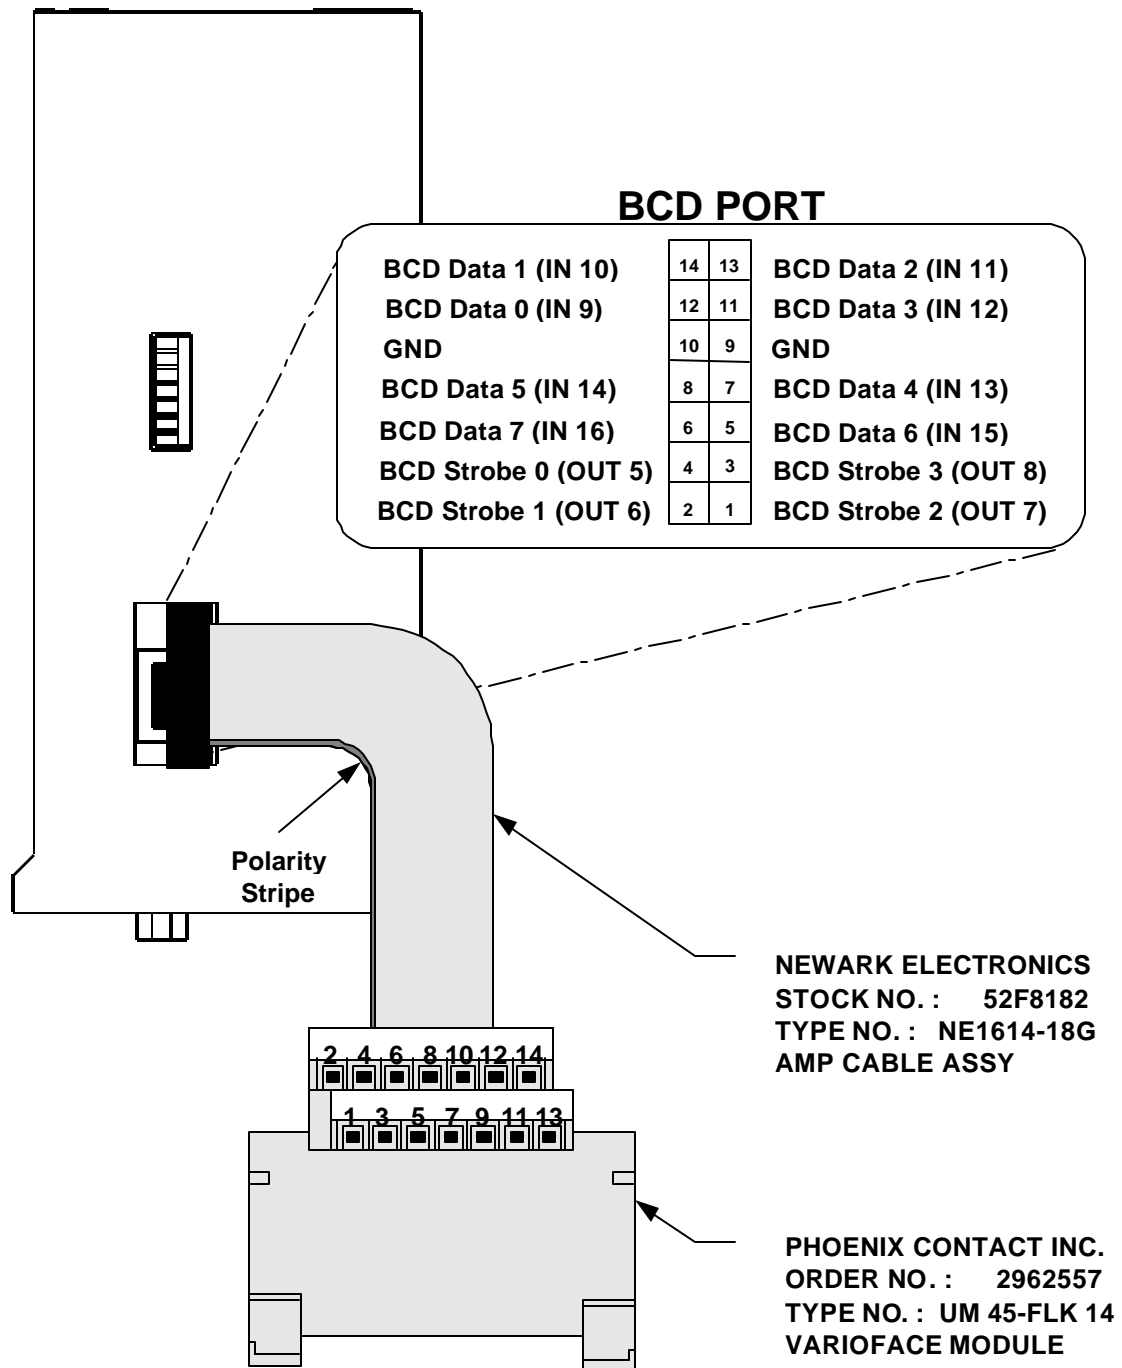 BCD PORT
BCD Data 1 (IN 10) 14 13 BCD Data 2 (IN 11)
BCD Data 0 (IN 9) 12 11 BCD Data 3 (IN 12)
GND 10 9 GND
BCD Data 5 (IN 14) 8 7 BCD Data 4 (IN 13)
BCD Data 7 (IN 16) 6 5 BCD Data 6 (IN 15)
BCD Strobe 0 (OUT 5) 4 3 BCD Strobe 3 (OUT 8)
BCD Strobe 1 (OUT 6) 2 1 BCD Strobe 2 (OUT 7)
Polarity
Stripe
NEWARK ELECTRONICS
STOCK NO. : 52F8182
TYPE NO. : NE1614-18G
AMP CABLE ASSY
2 4 6 8 10 12 14
1 3 5 7 9 11 13
PHOENIX CONTACT INC.
ORDER NO. : 2962557
TYPE NO. : UM 45-FLK 14
VARIOFACE MODULE